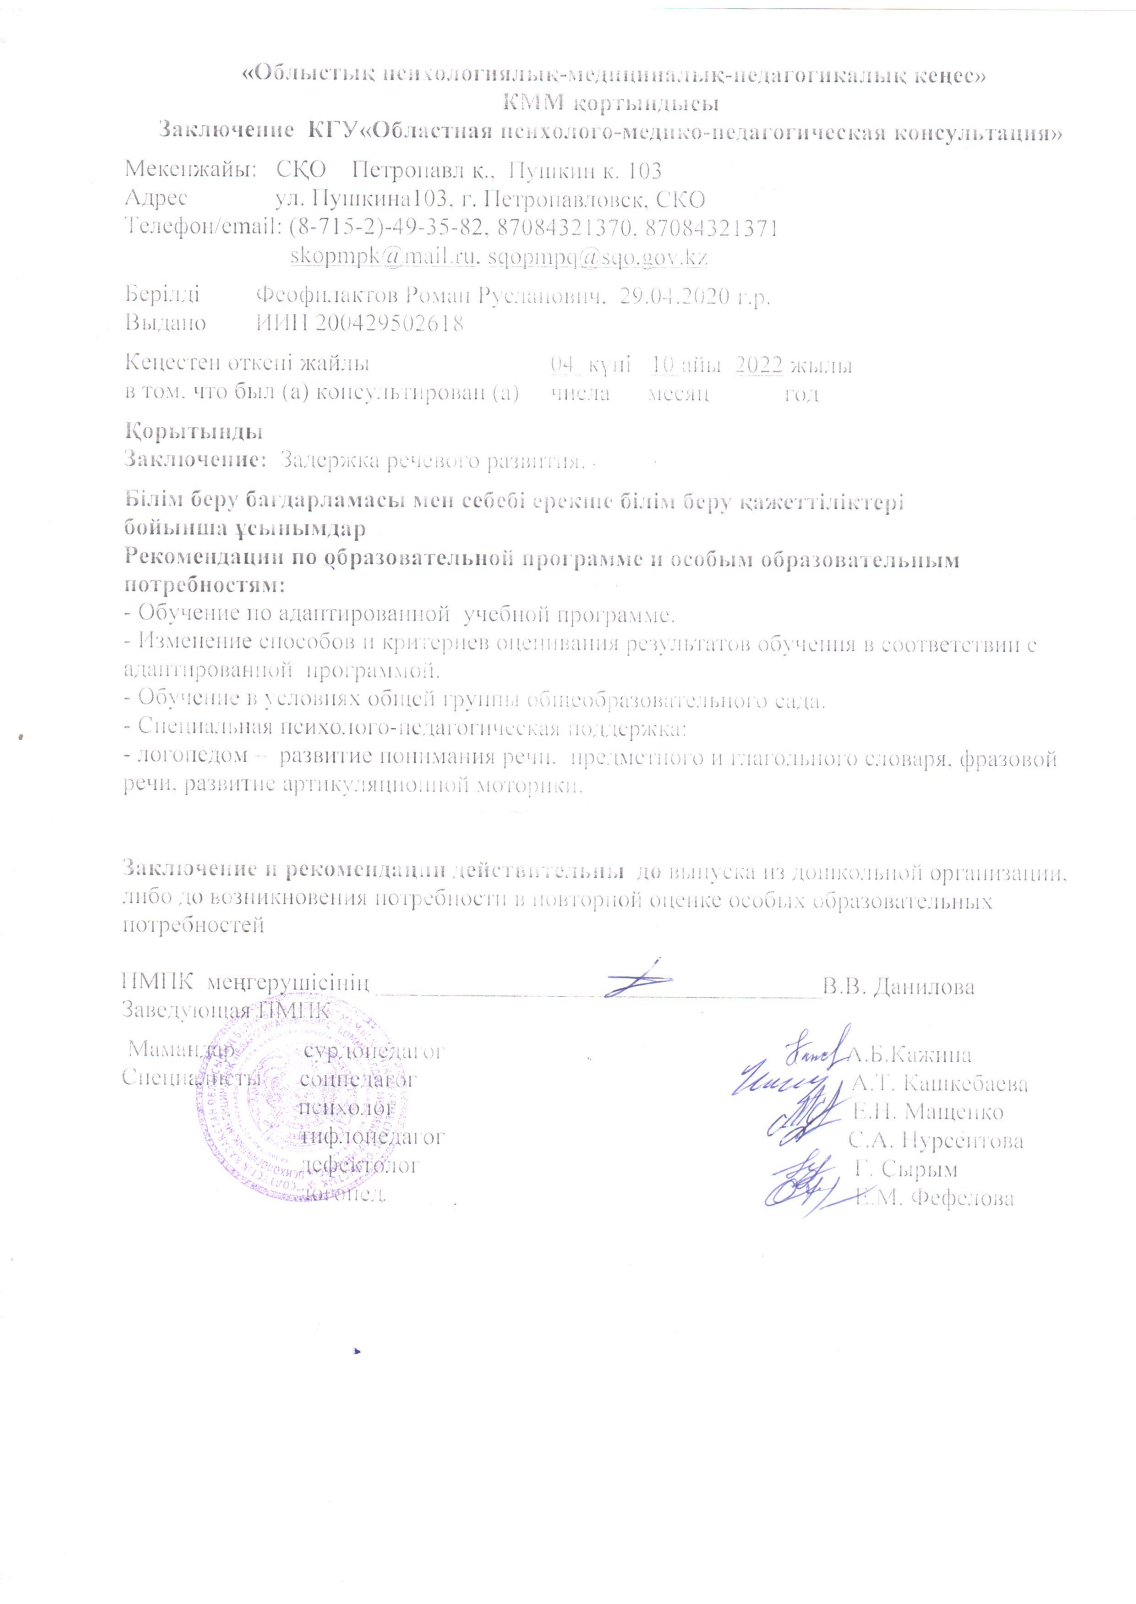 «Облыстық психологиялық-медициналық-педагогикалық кеңес»
КММ қортындысы
Заключение КГУ«Областная психолого-медико-педагогическая консультация»
Мекенжайы: СҚО Петропавл к., Пушкин к. 103
Адрес ул. Пушкина103, г. Петропавловск, СКО
Телефон/email: (8-715-2)-49-35-82, 87084321370, 87084321371
skopmpk@mail.ru, sqopmpq@sqo.gov.kz
Берілді Феофилактов Роман Русланович, 29.04.2020 г.р.
Выдано ИИН 200429502618
Кеңестен өткені жайлы 04 күні 10 айы 2022 жылы
в том, что был (а) консультирован (а) числа месяц год
Қорытынды
Заключение: Задержка речевого развития.
Білім беру бағдарламасы мен себебі ерекше білім беру қажеттіліктері
бойынша ұсынымдар
Рекомендации по образовательной программе и особым образовательным
потребностям:
- Обучение по адаптированной учебной программе.
- Изменение способов и критериев оценивания результатов обучения в соответствии с
адаптированной программой.
- Обучение в условиях общей группы общеобразовательного сада.
- Специальная психолого-педагогическая поддержка:
- логопедом – развитие понимания речи, предметного и глагольного словаря, фразовой
речи, развитие артикуляционной моторики.
Заключение и рекомендации действительны до выпуска из дошкольной организации,
либо до возникновения потребности в повторной оценке особых образовательных
потребностей
ПМПК меңгерушісінің В.В. Данилова
Заведующая ПМПК
Мамандар сурдопедагог А.Б.Кажина
Специалисты соцпедагог А.Т. Кашкебаева
психолог Е.Н. Мащенко
тифлопедагог С.А. Нурсеитова
дефектолог Г. Сырым
логопед Е.М. Фефелова